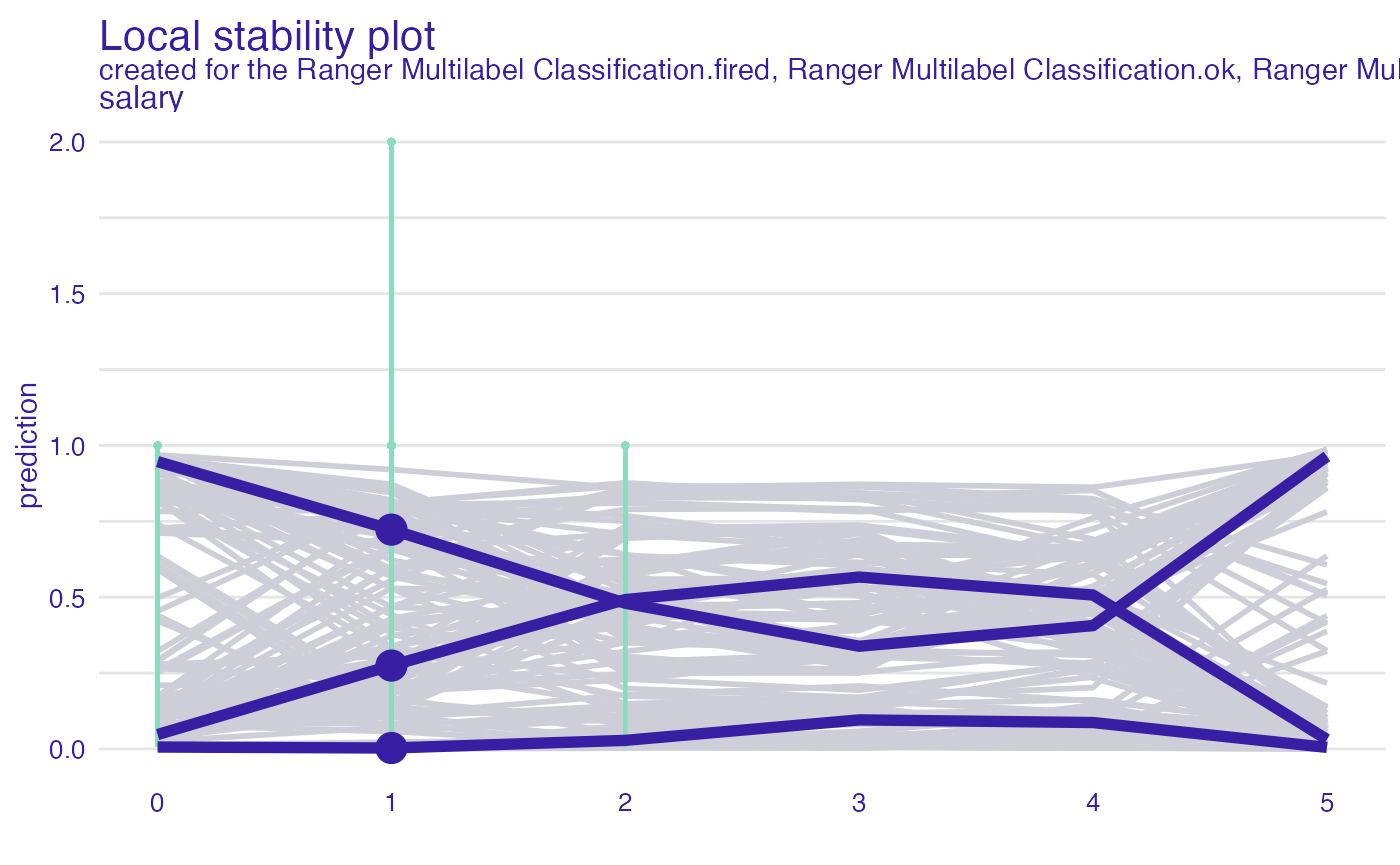 Local stability plot
created for the Ranger Multilabel Classification.fired, Ranger Multilabel Classification.ok, Ranger Mul
salary
2.0
1.5
1.0
0.5
0.0
prediction
0 1 2 3 4 5